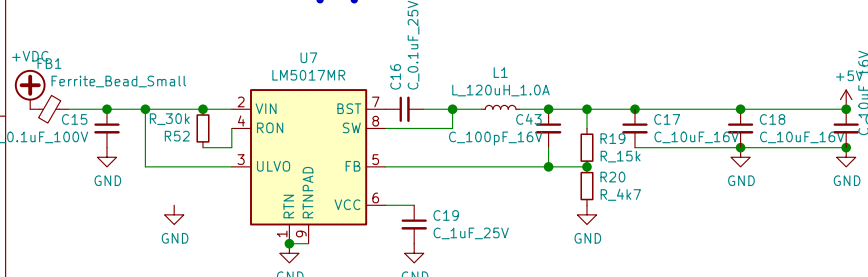 +VDC
FB1
Ferrite_Bead_Small
C15
0.1uF_100V
GND
R_30k
R52
GND
U7
LM5017MR
2
VIN
4
RON
3
ULVO
BST
7
SW
8
FB
5
VCC
6
RTN
RTNPAD
1
9
GND
C16
C_0.1uF_25V
C19
C_1uF_25V
GND
L1
L_120uH_1.0A
C43
C_100pF_16V
R19
R_15k
R20
R_4k7
GND
C17
C_10uF_16V
C18
C_10uF_16V
GND
+5V
GND